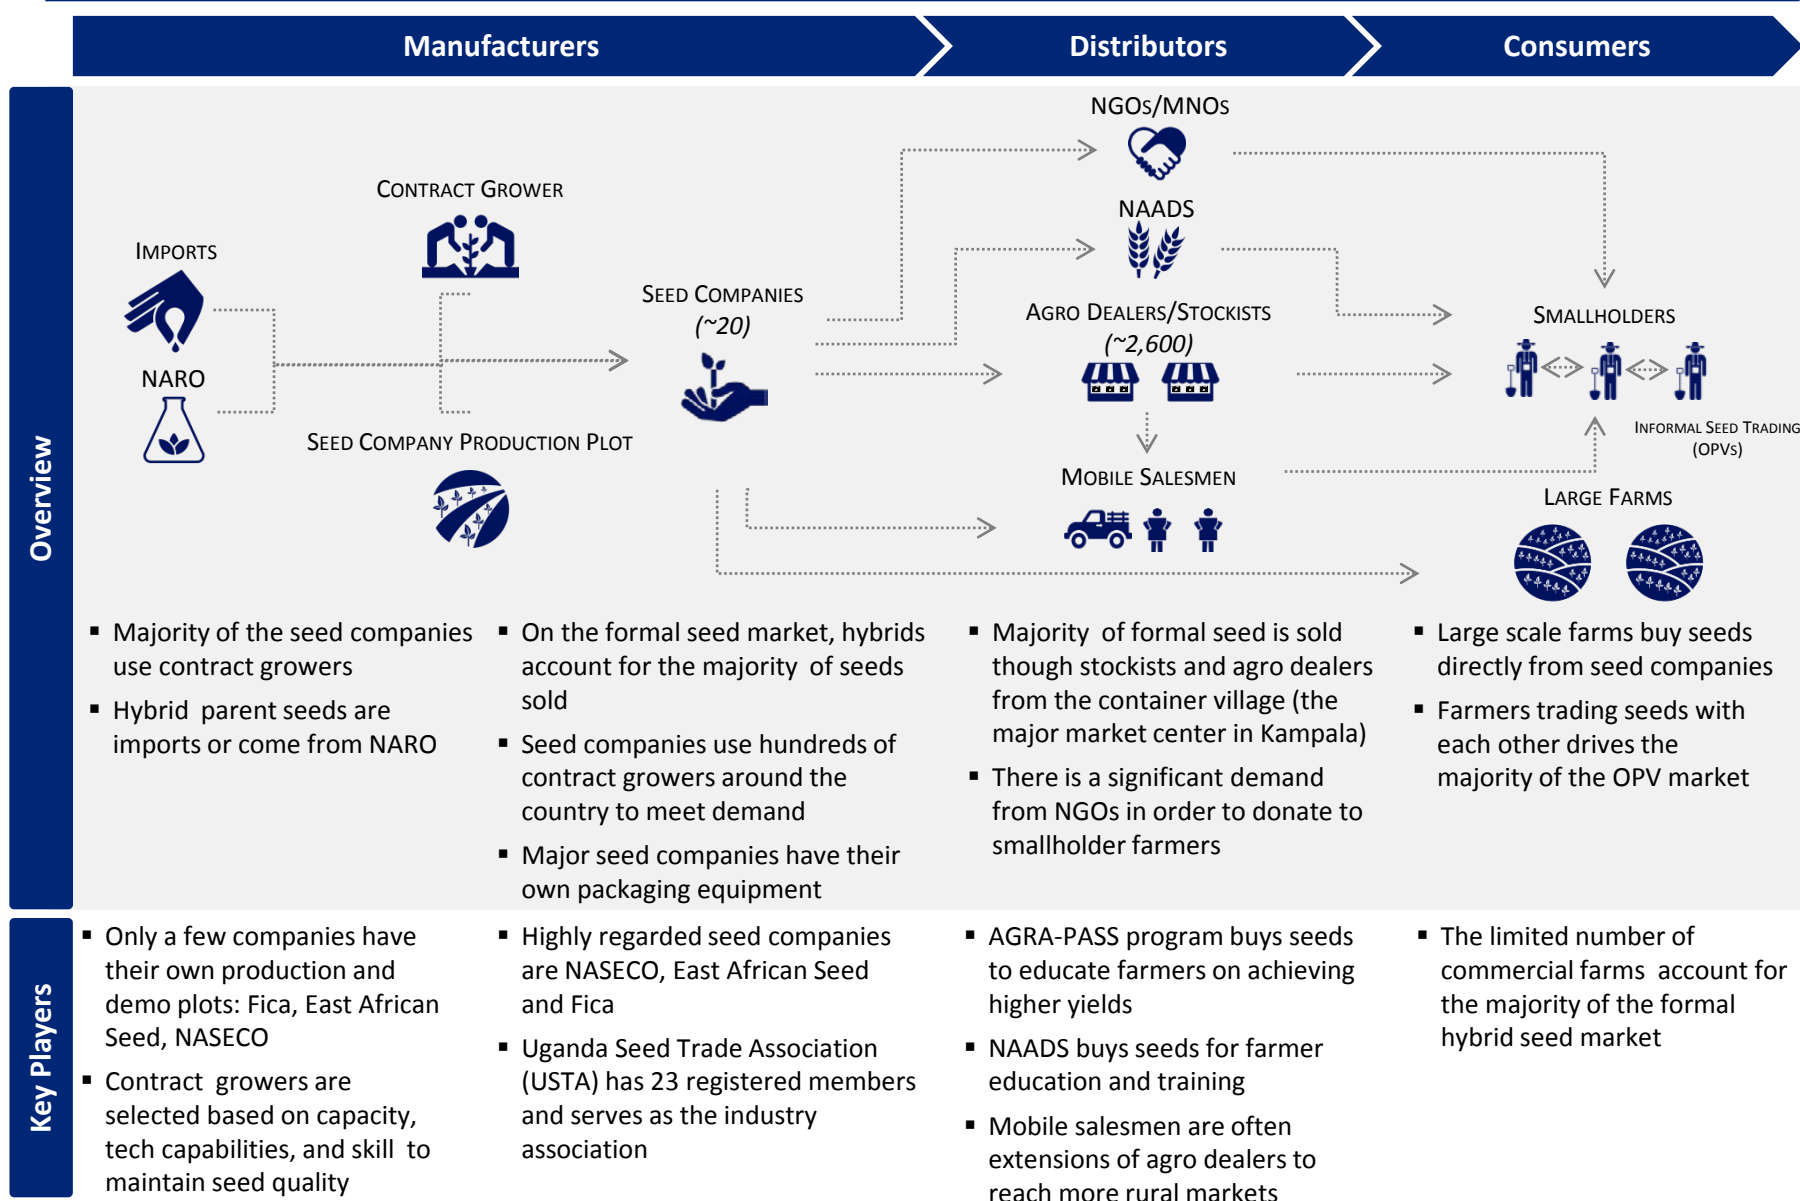 Manufacturers
Distributors
Consumers
Overview
NGOs/MNOs
CONTRACT GROWER
NAADS
IMPORTS
SEED COMPANIES
(~20)
AGRO DEALERS/STOCKISTS
(~2,600)
SMALLHOLDERS
NARO
SEED COMPANY PRODUCTION PLOT
INFORMAL SEED TRADING
(OPVs)
MOBILE SALESMEN
LARGE FARMS
▪ Majority of the seed companies
use contract growers
▪ Hybrid parent seeds are
imports or come from NARO
▪ On the formal seed market, hybrids
account for the majority of seeds
sold
▪ Seed companies use hundreds of
contract growers around the
country to meet demand
▪ Major seed companies have their
own packaging equipment
▪ Majority of formal seed is sold
though stockists and agro dealers
from the container village (the
major market center in Kampala)
▪ There is a significant demand
from NGOs in order to donate to
smallholder farmers
▪ Large scale farms buy seeds
directly from seed companies
▪ Farmers trading seeds with
each other drives the
majority of the OPV market
Key Players
▪ Only a few companies have
their own production and
demo plots: Fica, East African
Seed, NASECO
▪ Contract growers are
selected based on capacity,
tech capabilities, and skill to
maintain seed quality
▪ Highly regarded seed companies
are NASECO, East African Seed
and Fica
▪ Uganda Seed Trade Association
(USTA) has 23 registered members
and serves as the industry
association
▪ AGRA-PASS program buys seeds
to educate farmers on achieving
higher yields
▪ NAADS buys seeds for farmer
education and training
▪ Mobile salesmen are often
extensions of agro dealers to
reach more rural markets
▪ The limited number of
commercial farms account for
the majority of the formal
hybrid seed market